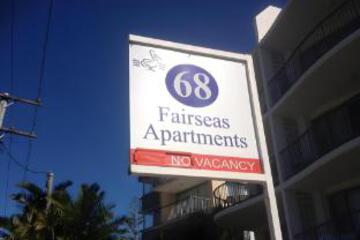 68
Fairseas
Apartments
NO VACANCY